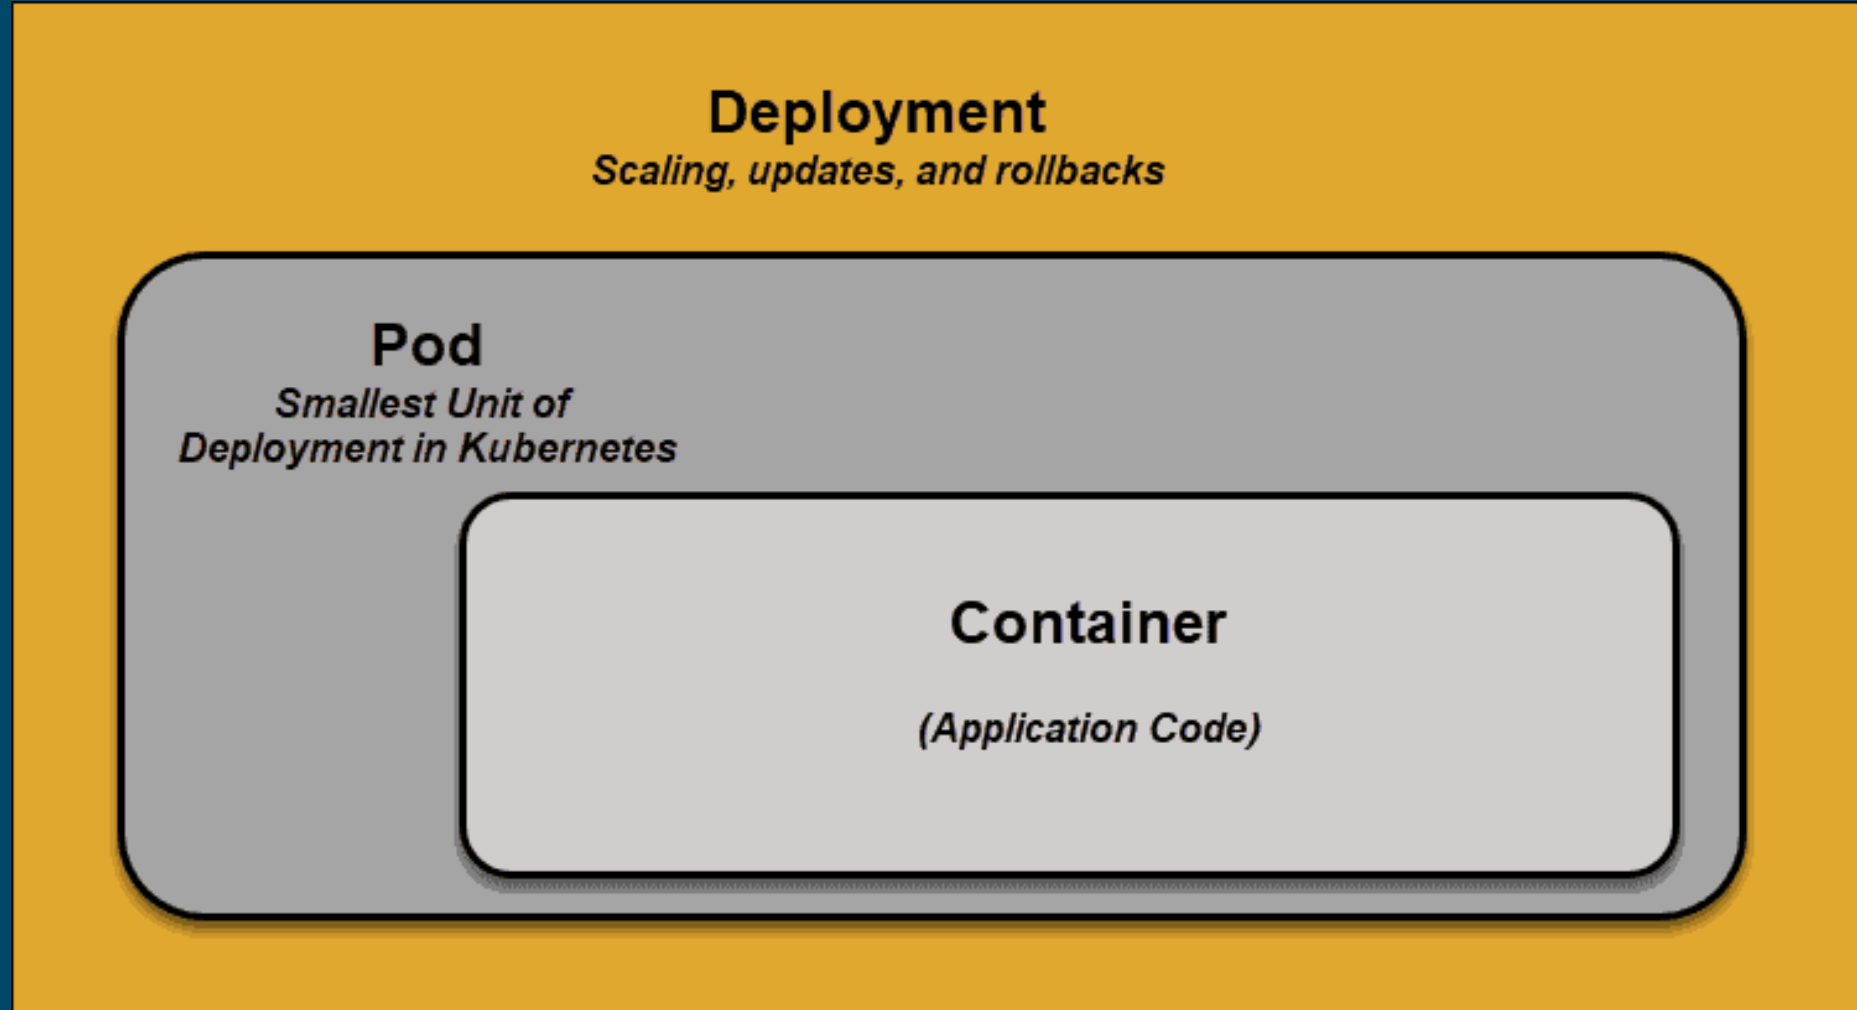 Deployment
Scaling, updates, and rollbacks
Pod
Smallest Unit of
Deployment in Kubernetes
Container
(Application Code)